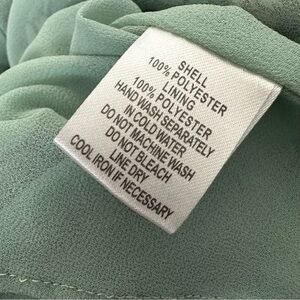 SHELL
100% POLYESTER
LINING
100% POLYESTER
HAND WASH SEPARATELY
IN COLD WATER
DO NOT MACHINE WASH
DO NOT BLEACH
LINE DRY
COOL IRON IF NECESSARY